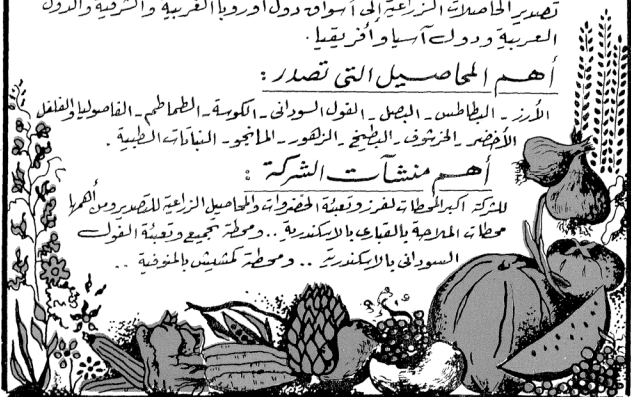 تصدير الحاصلات الزراعية إلى أسواق دول أوروبا الغربية والشرقية والدول
العربية ودول آسيا وأفريقيا.
أهم المحاصيل التى تصدر :
الأرز - البطاطس - البصل - الفول السودانى - الكوسة - الطماطم - الفاصوليا والفلفل
الأخضر - الخرشوف - البطيخ - الزهور - المانجو - النباتات الطبية .
أهم منشآت الشركة :
للشركة اكبر المحطات لفرز وتعبئة الخضروات والمحاصيل الزراعية للتصدير ومن أهمها
محطات الملاحة بالقبارى بالاسكندرية .. ومحطة تجميع وتعبئة الفول
السودانى بالاسكندرية .. ومحطة كمشيش بالمنوفية ..